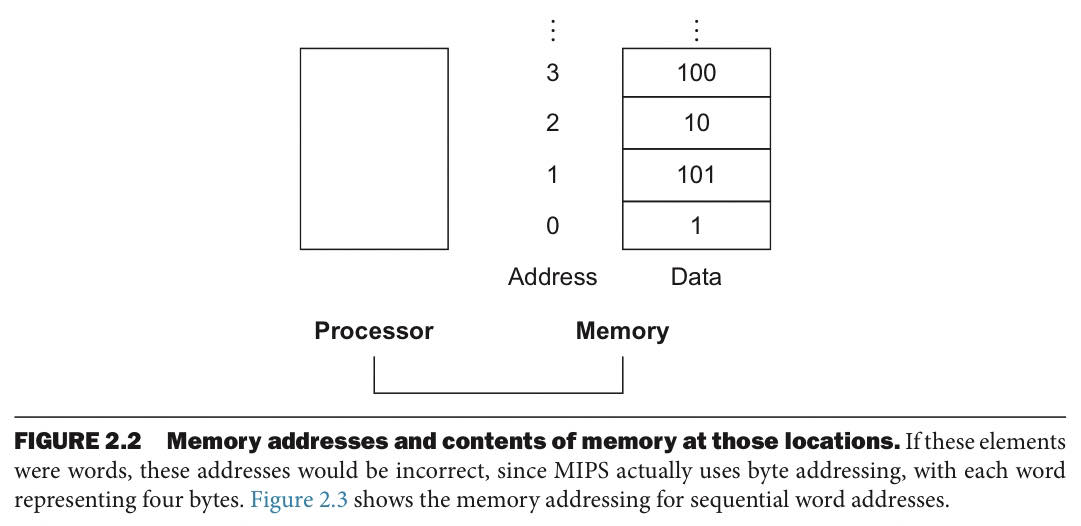 ⋮ ⋮
3 100
2 10
1 101
0 1
Address Data
Processor Memory
FIGURE 2.2 Memory addresses and contents of memory at those locations. If these elements
were words, these addresses would be incorrect, since MIPS actually uses byte addressing, with each word
representing four bytes. Figure 2.3 shows the memory addressing for sequential word addresses.